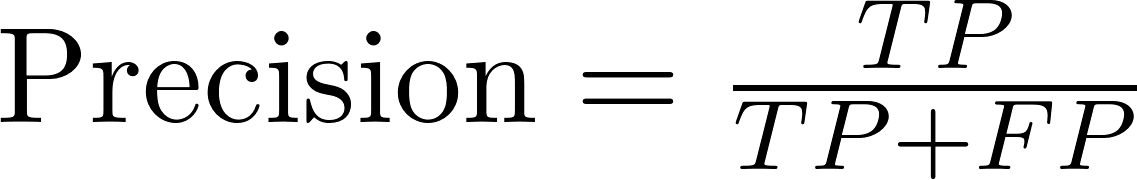 Precision = TP / TP+FP